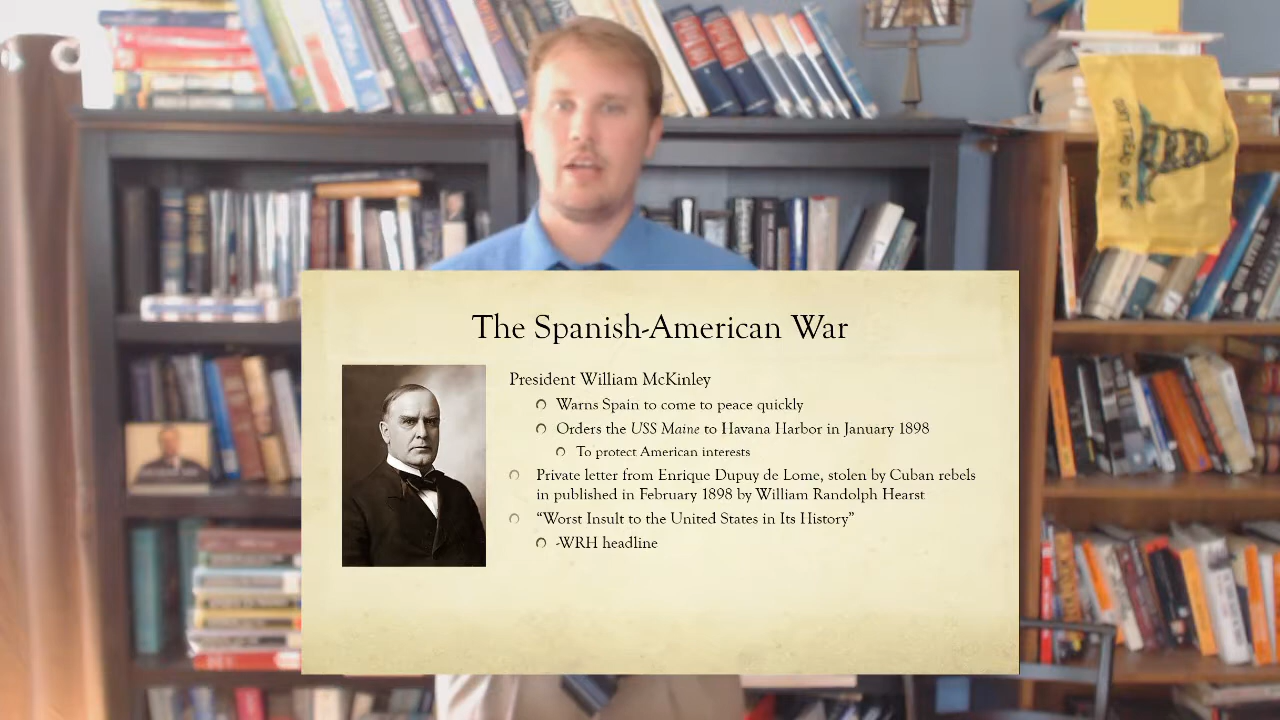 DON'T TREAD ON ME
The Spanish-American War
President William McKinley
Warns Spain to come to peace quickly
Orders the USS Maine to Havana Harbor in January 1898
To protect American interests
Private letter from Enrique Dupuy de Lome, stolen by Cuban rebels
in published in February 1898 by William Randolph Hearst
“Worst Insult to the United States in Its History”
-WRH headline